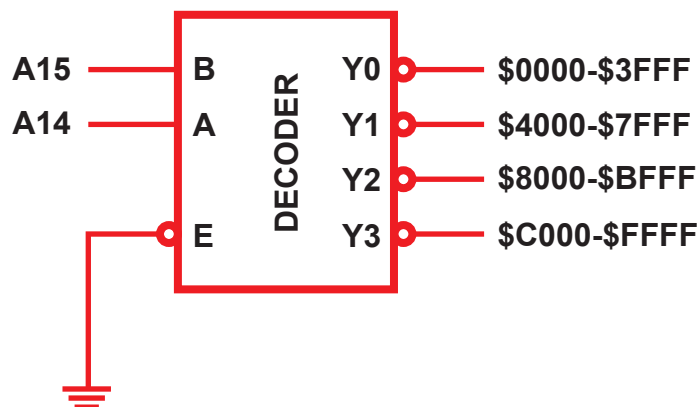 A15 B Y0 $0000-$3FFF
A14 A Y1 $4000-$7FFF
DECODER
Y2 $8000-$BFFF
E Y3 $C000-$FFFF